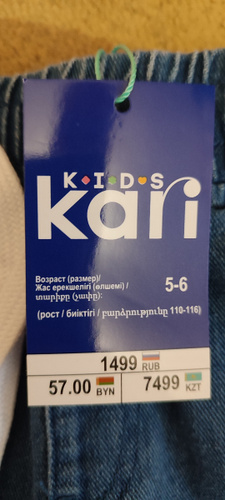 K·I·D·S
kari
Возраст (размер)/
Жас ерекшелігі (өлшемі) /
տարիքը (չափը):
5-6
(рост / биіктігі / բարձրությունը 110-116)
1499 RUB
57.00 BYN
7499 KZT